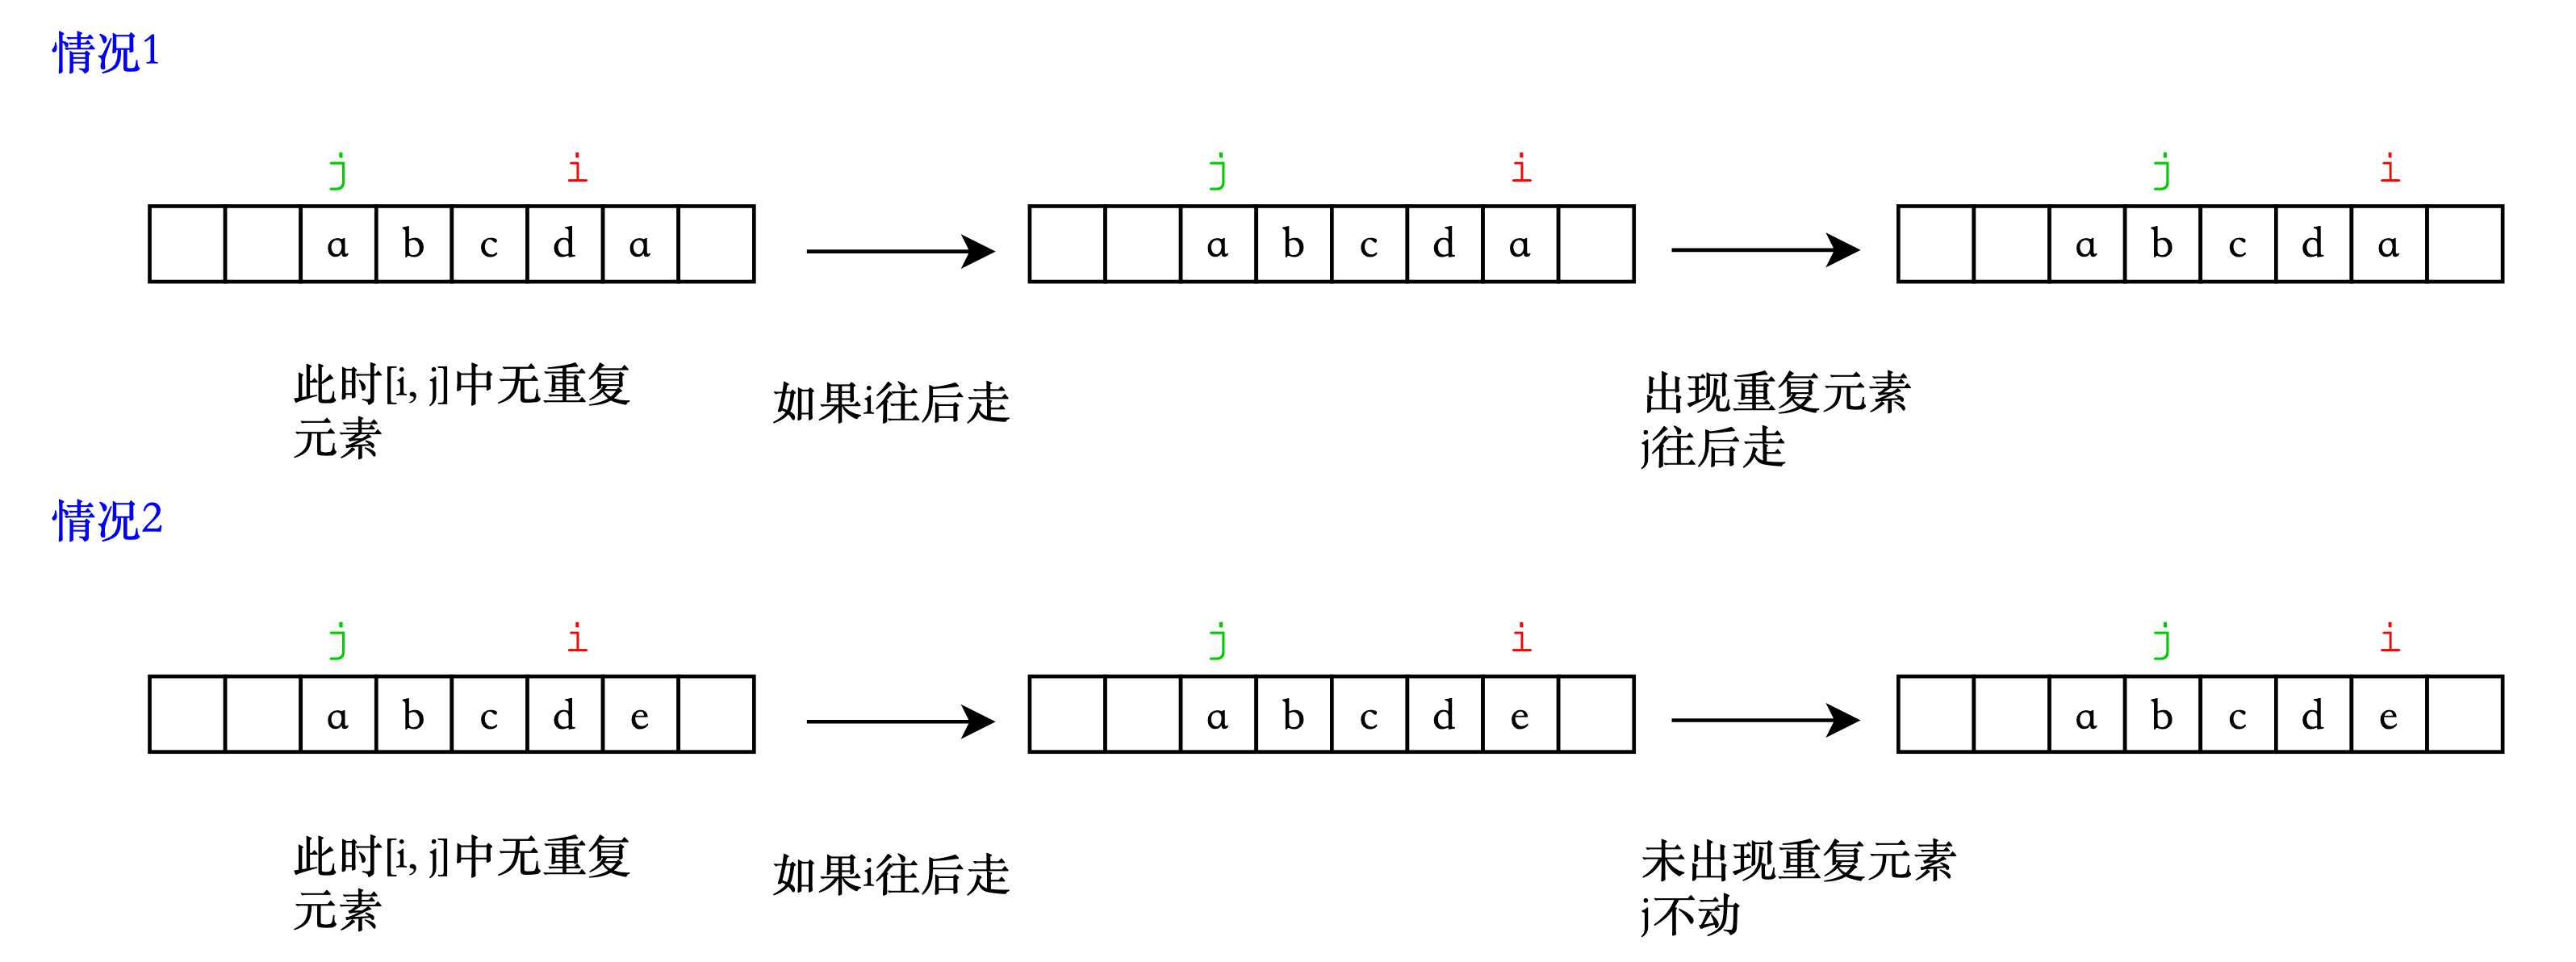 情况1
j i j i j i
a b c d a a b c d a a b c d a
此时[i, j]中无重复
元素
如果i往后走
出现重复元素
j往后走
情况2
j i j i j i
a b c d e a b c d e a b c d e
此时[i, j]中无重复
元素
如果i往后走
未出现重复元素
j不动